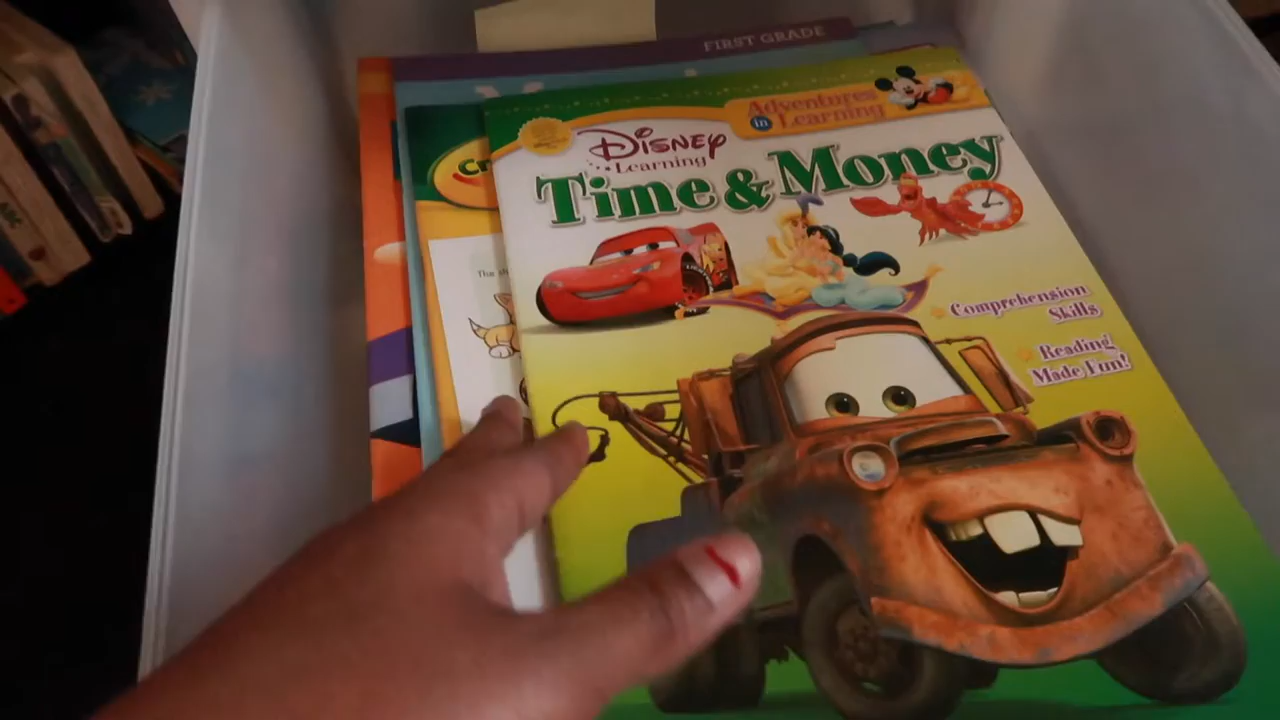 FIRST GRADE
Adventures
in Learning
Disney
Learning
Time & Money
Comprehension
Skills
Reading
Made Fun!